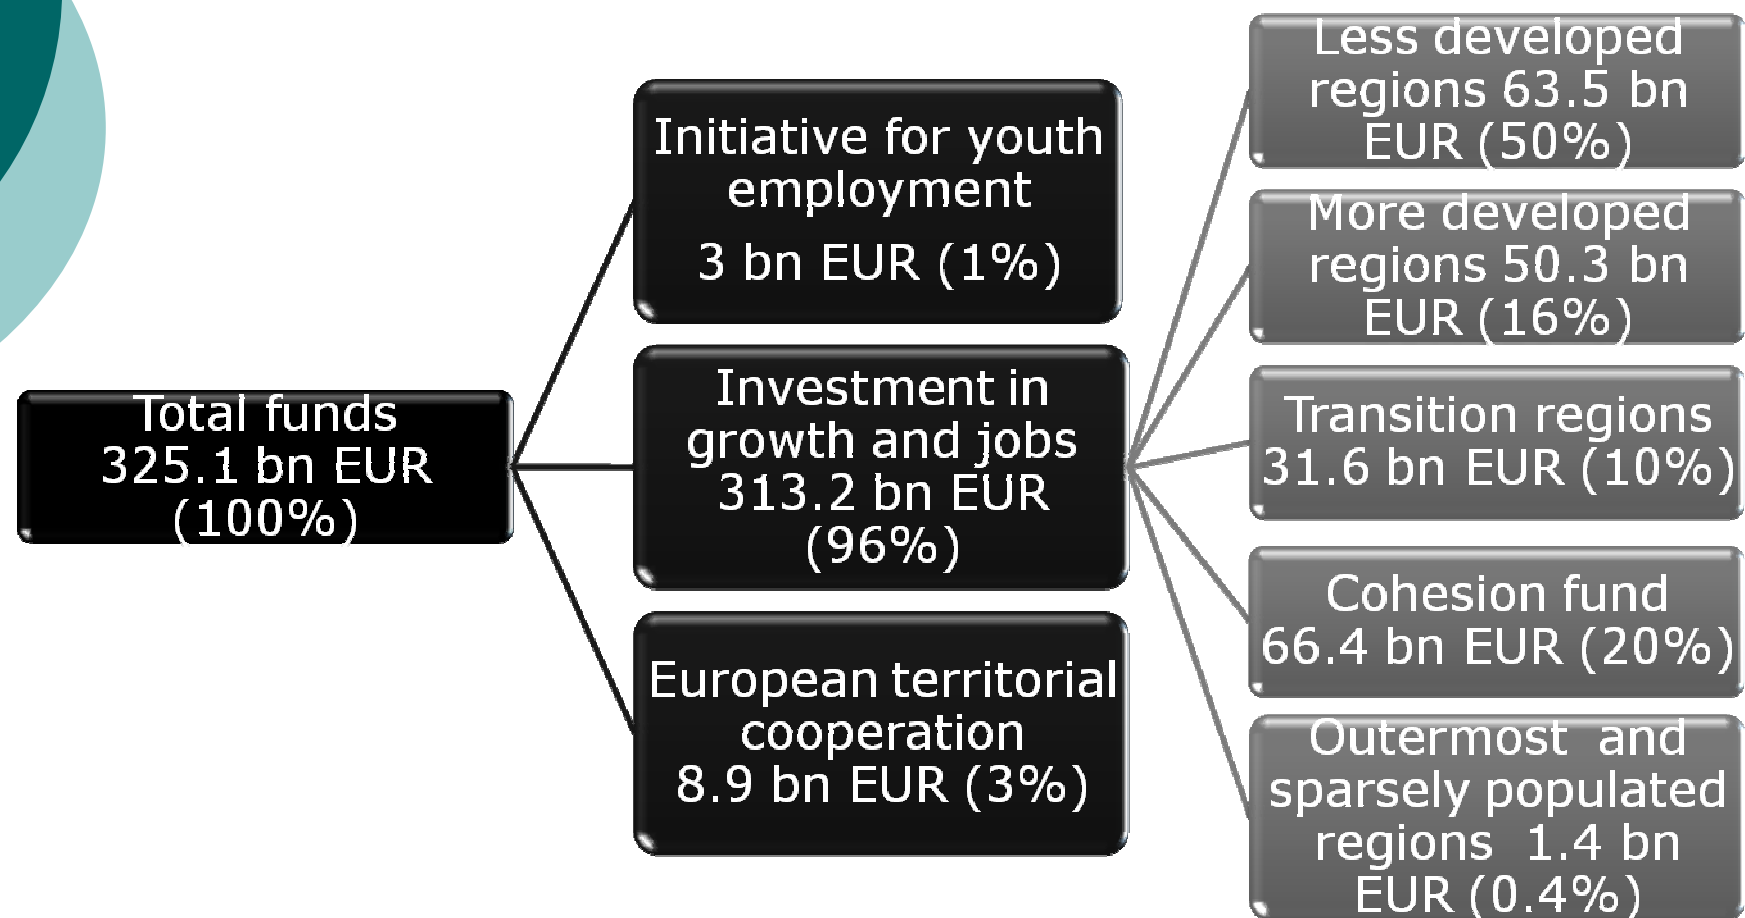 Total funds
325.1 bn EUR
(100%)
Initiative for youth
employment
3 bn EUR (1%)
Investment in
growth and jobs
313.2 bn EUR
(96%)
European territorial
cooperation
8.9 bn EUR (3%)
Less developed
regions 63.5 bn
EUR (50%)
More developed
regions 50.3 bn
EUR (16%)
Transition regions
31.6 bn EUR (10%)
Cohesion fund
66.4 bn EUR (20%)
Outermost and
sparsely populated
regions 1.4 bn
EUR (0.4%)